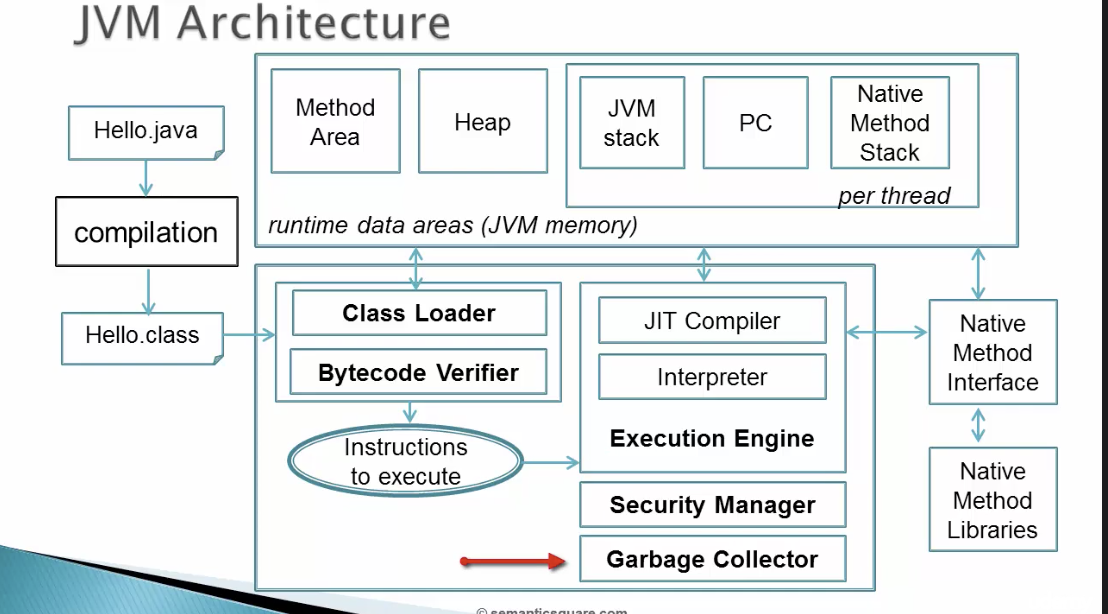 JVM Architecture
Hello.java
compilation
Hello.class
Method
Area
Heap
JVM
stack
PC
Native
Method
Stack
per thread
runtime data areas (JVM memory)
Class Loader
Bytecode Verifier
Instructions
to execute
JIT Compiler
Interpreter
Execution Engine
Security Manager
Garbage Collector
Native
Method
Interface
Native
Method
Libraries
© semanticsquare.com